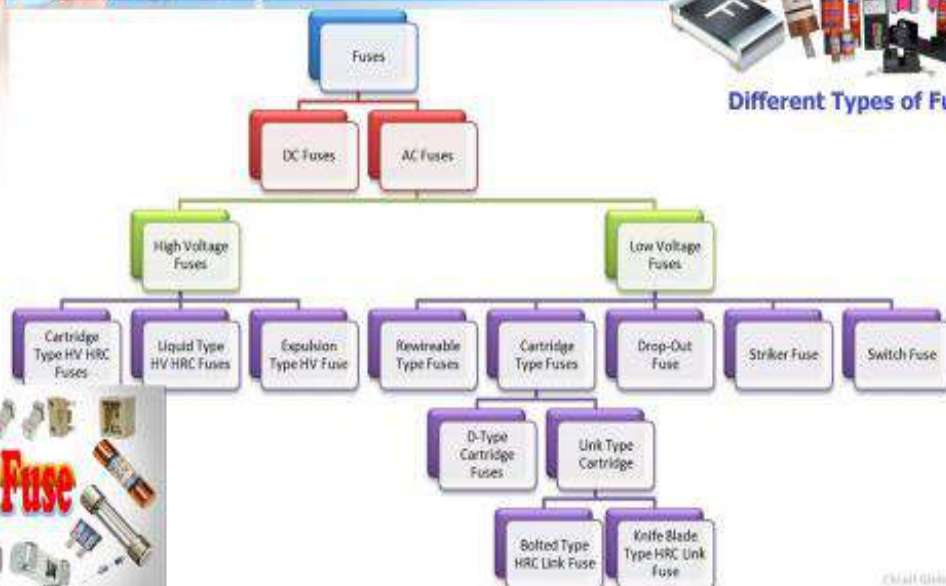 Different Types of Fu
Fuses
DC Fuses
AC Fuses
High Voltage
Fuses
Low Voltage
Fuses
Cartridge
Type HV HRC
Fuses
Liquid Type
HV HRC Fuses
Expulsion
Type HV Fuse
Rewireable
Type Fuses
Cartridge
Type Fuses
Drop-Out
Fuse
Striker Fuse
Switch Fuse
D-Type
Cartridge
Fuses
Link Type
Cartridge
Fuse
Bolted Type
HRC Link Fuse
Knife Blade
Type HRC Link
Fuse